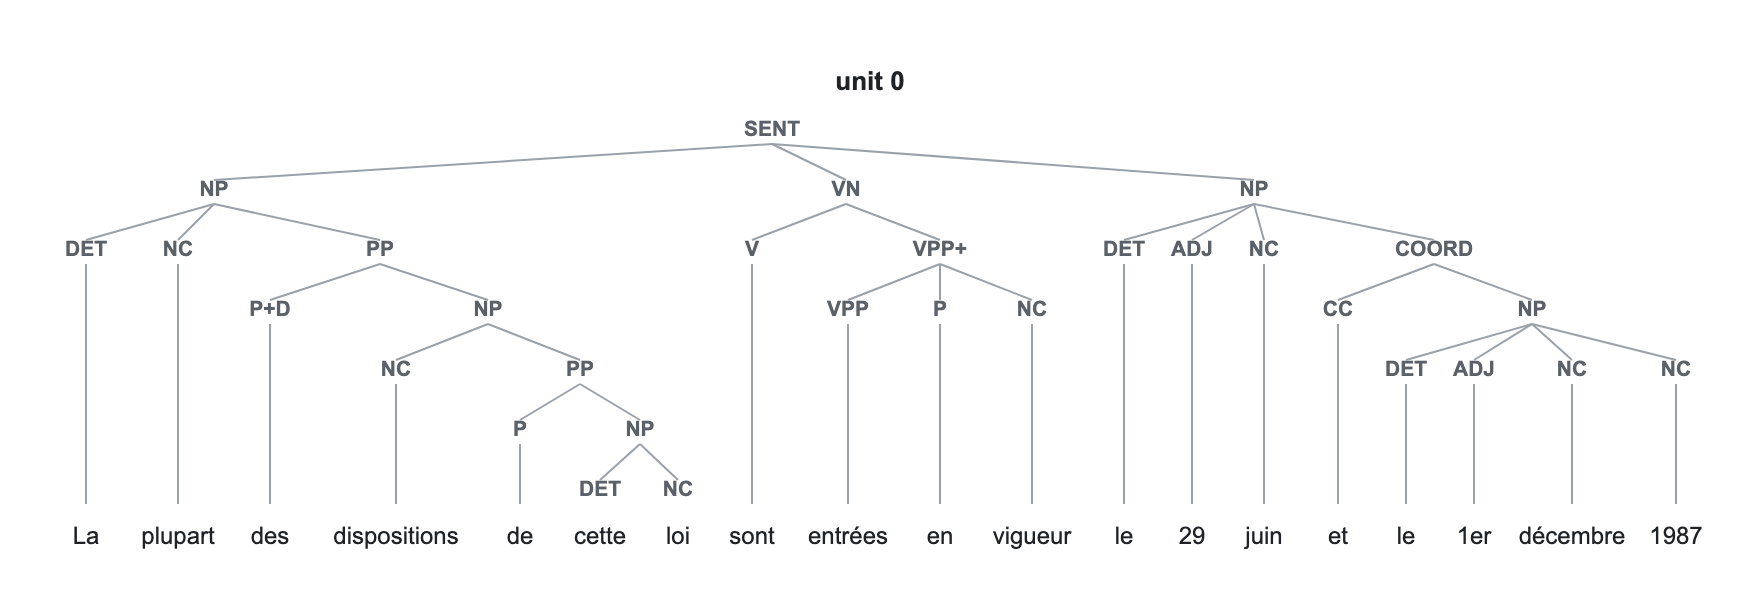 unit 0
SENT
NP VN NP
DET NC PP V VPP+ DET ADJ NC COORD
P+D NP VPP P NC CC NP
NC PP DET ADJ NC NC
P NP
DET NC
La plupart des dispositions de cette loi sont entrées en vigueur le 29 juin et le 1er décembre 1987